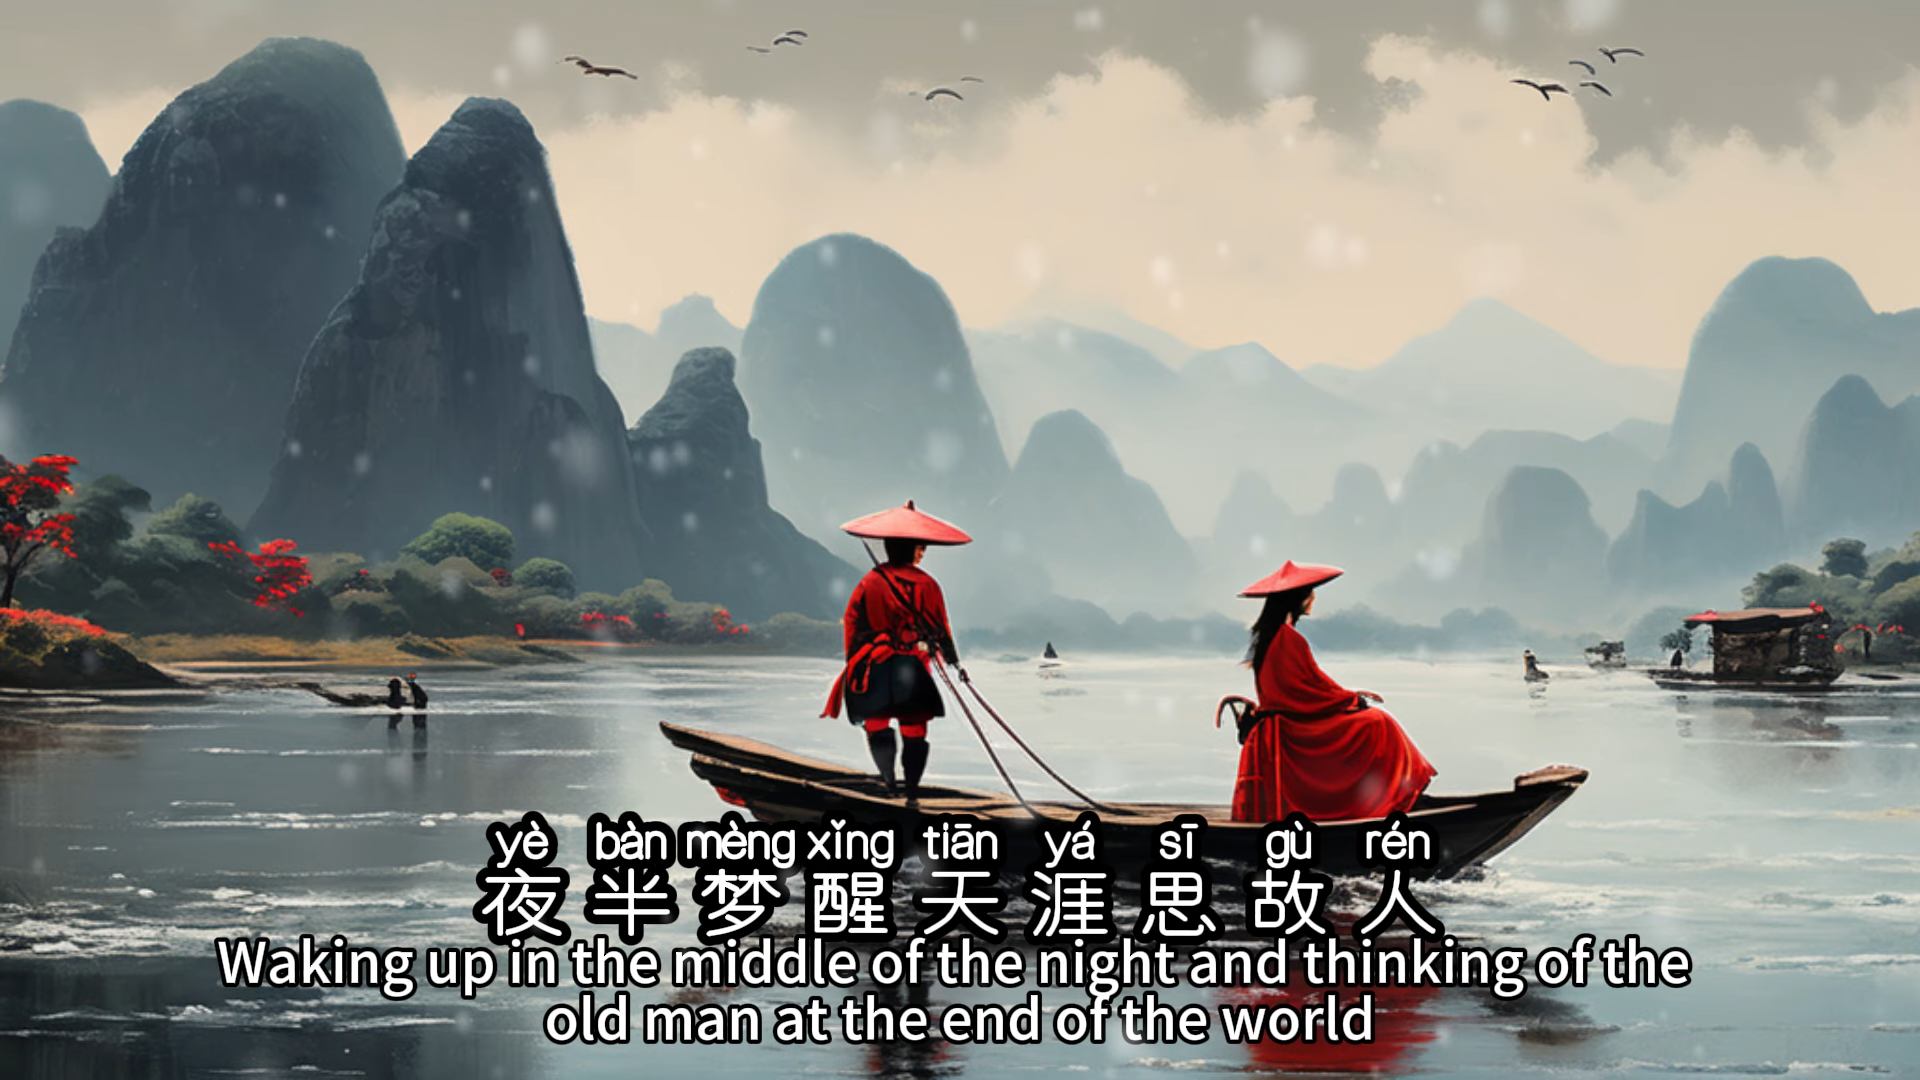 yè bàn mèng xǐng tiān yá sī gù rén
夜半梦醒天涯思故人
Waking up in the middle of the night and thinking of the
old man at the end of the world